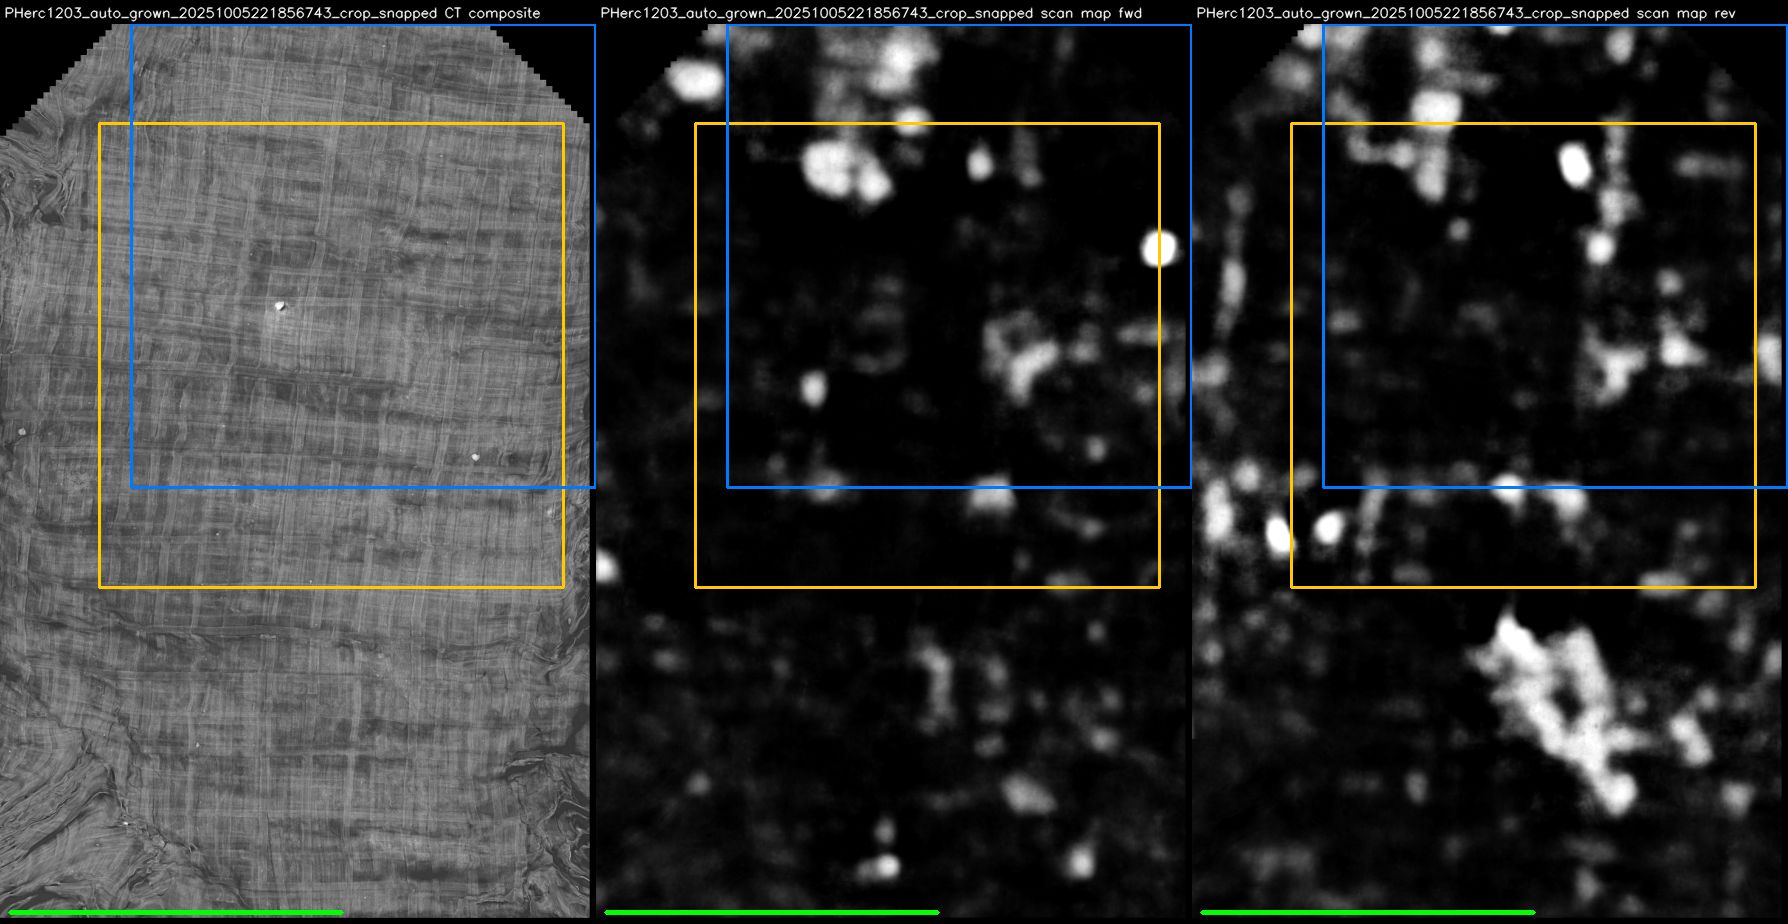 PHerc1203_auto_grown_20251005221856743_crop_snapped CT composite
PHerc1203_auto_grown_20251005221856743_crop_snapped scan map fwd
PHerc1203_auto_grown_20251005221856743_crop_snapped scan map rev